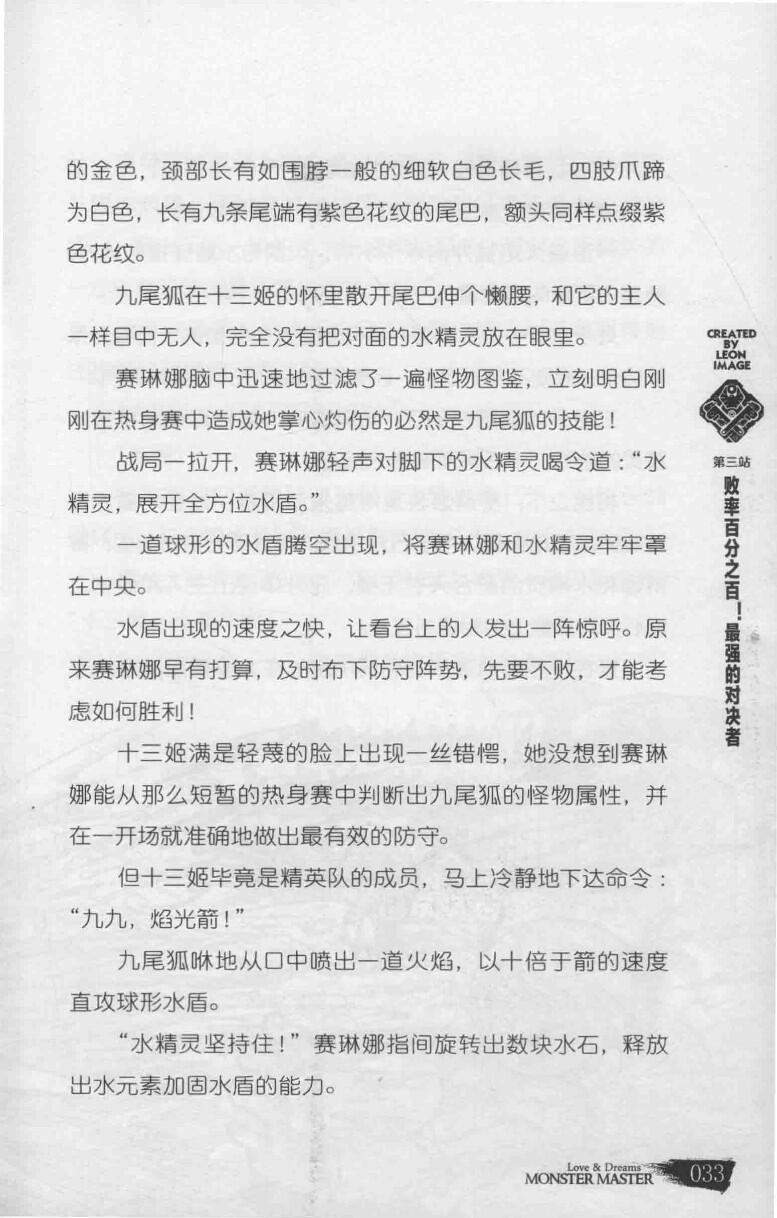 的金色，颈部长有如围脖一般的细软白色长毛，四肢爪蹄
为白色，长有九条尾端有紫色花纹的尾巴，额头同样点缀紫
色花纹。
九尾狐在十三姬的怀里散开尾巴伸个懒腰，和它的主人
一样目中无人，完全没有把对面的水精灵放在眼里。
赛琳娜脑中迅速地过滤了一遍怪物图鉴，立刻明白刚
刚在热身赛中造成她掌心灼伤的必然是九尾狐的技能！
战局一拉开，赛琳娜轻声对脚下的水精灵喝令道：“水
精灵，展开全方位水盾。”
一道球形的水盾腾空出现，将赛琳娜和水精灵牢牢罩
在中央。
水盾出现的速度之快，让看台上的人发出一阵惊呼。原
来赛琳娜早有打算，及时布下防守阵势，先要不败，才能考
虑如何胜利！
十三姬满是轻蔑的脸上出现一丝错愕，她没想到赛琳
娜能从那么短暂的热身赛中判断出九尾狐的怪物属性，并
在一开场就准确地做出最有效的防守。
但十三姬毕竟是精英队的成员，马上冷静地下达命令：
“九九，焰光箭！”
九尾狐咻地从口中喷出一道火焰，以十倍于箭的速度
直攻球形水盾。
“水精灵坚持住！”赛琳娜指间旋转出数块水石，释放
出水元素加固水盾的能力。
CREATED
BY
LEON
IMAGE
第三站
败率百分之百！最强的对决者
Love & Dreams
MONSTER MASTER 033